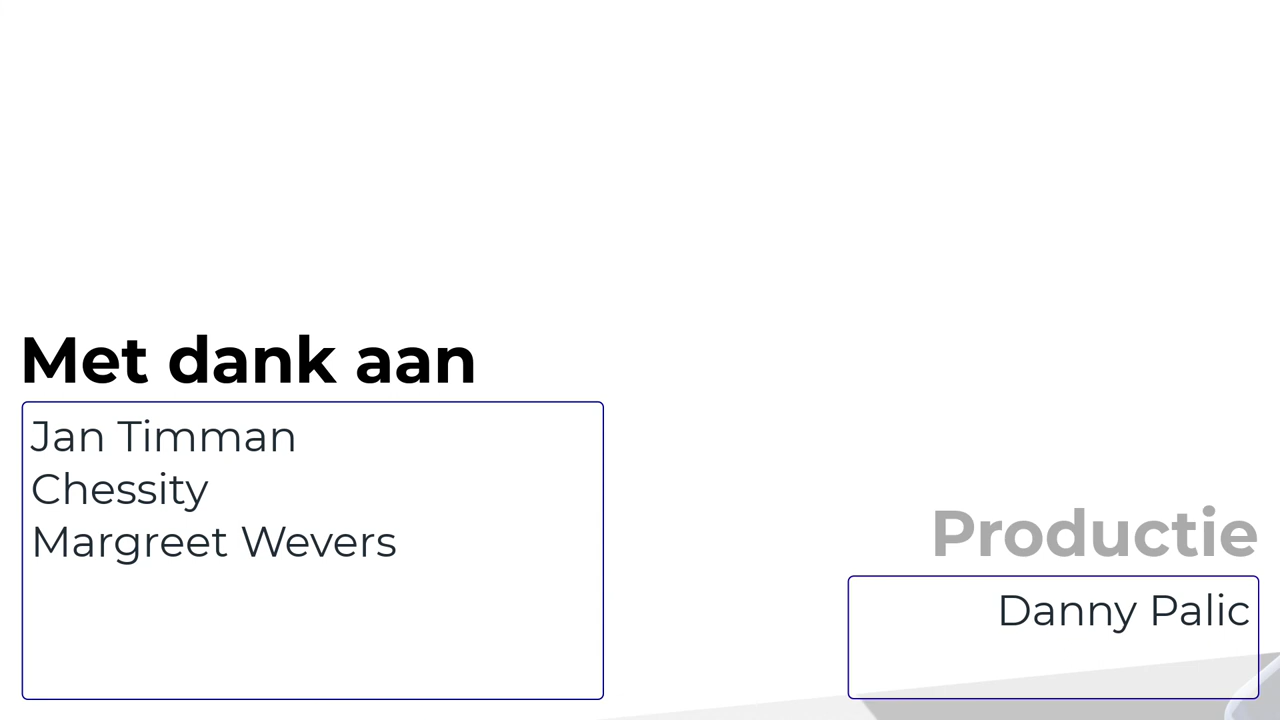 Met dank aan
Jan Timman
Chessity
Margreet Wevers
Productie
Danny Palic